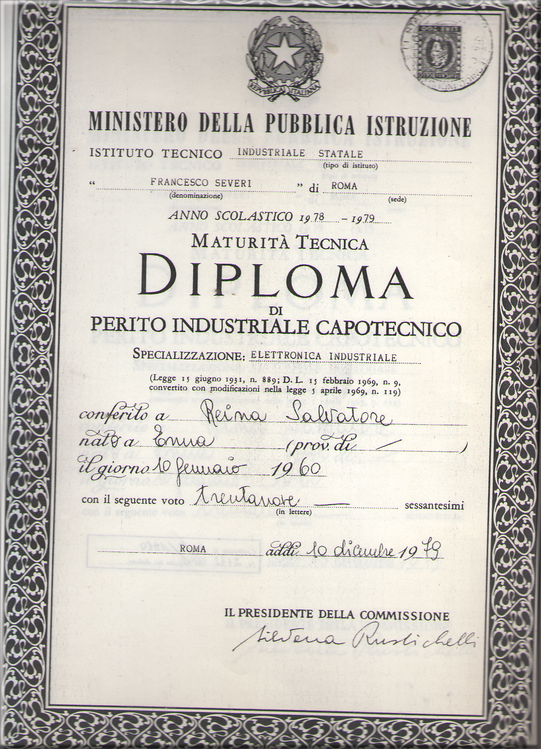 REPVBBLICA ITALIANA
MINISTERO DELLA PUBBLICA ISTRUZIONE
ISTITUTO TECNICO INDUSTRIALE STATALE
(tipo di istituto)
“ FRANCESCO SEVERI ” di ROMA
(denominazione) (sede)
ANNO SCOLASTICO 1978 - 1979
MATURITÀ TECNICA
DIPLOMA
DI
PERITO INDUSTRIALE CAPOTECNICO
SPECIALIZZAZIONE: ELETTRONICA INDUSTRIALE
(Legge 15 giugno 1931, n. 889; D. L. 15 febbraio 1969, n. 9,
convertito con modificazioni nella legge 5 aprile 1969, n. 119)
conferito a Reina Salvatore
nato a Enna (prov. di / )
il giorno 10 gennaio 1960
con il seguente voto trentanove sessantesimi
(in lettere)
ROMA addì 10 dicembre 1979
IL PRESIDENTE DELLA COMMISSIONE
Silvena Rustichelli